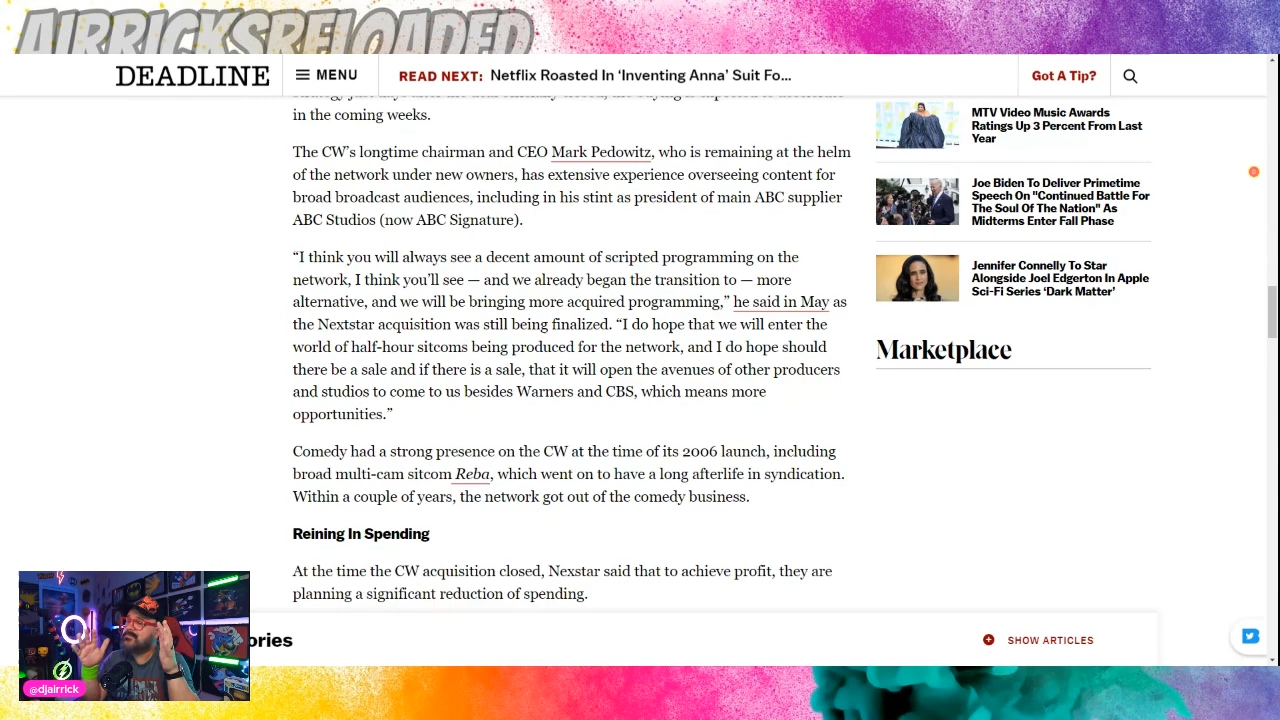 AIRRICKSRELOADED
DEADLINE
MENU
READ NEXT: Netflix Roasted In ‘Inventing Anna’ Suit Fo...
Got A Tip?
in the coming weeks.
The CW’s longtime chairman and CEO Mark Pedowitz, who is remaining at the helm
of the network under new owners, has extensive experience overseeing content for
broad broadcast audiences, including in his stint as president of main ABC supplier
ABC Studios (now ABC Signature).
“I think you will always see a decent amount of scripted programming on the
network, I think you’ll see — and we already began the transition to — more
alternative, and we will be bringing more acquired programming,” he said in May as
the Nextstar acquisition was still being finalized. “I do hope that we will enter the
world of half-hour sitcoms being produced for the network, and I do hope should
there be a sale and if there is a sale, that it will open the avenues of other producers
and studios to come to us besides Warners and CBS, which means more
opportunities.”
Comedy had a strong presence on the CW at the time of its 2006 launch, including
broad multi-cam sitcom Reba, which went on to have a long afterlife in syndication.
Within a couple of years, the network got out of the comedy business.
Reining In Spending
At the time the CW acquisition closed, Nexstar said that to achieve profit, they are
planning a significant reduction of spending.
MTV Video Music Awards
Ratings Up 3 Percent From Last
Year
Joe Biden To Deliver Primetime
Speech On "Continued Battle For
The Soul Of The Nation" As
Midterms Enter Fall Phase
Jennifer Connelly To Star
Alongside Joel Edgerton In Apple
Sci-Fi Series ‘Dark Matter’
Marketplace
ories
SHOW ARTICLES
@djairrick